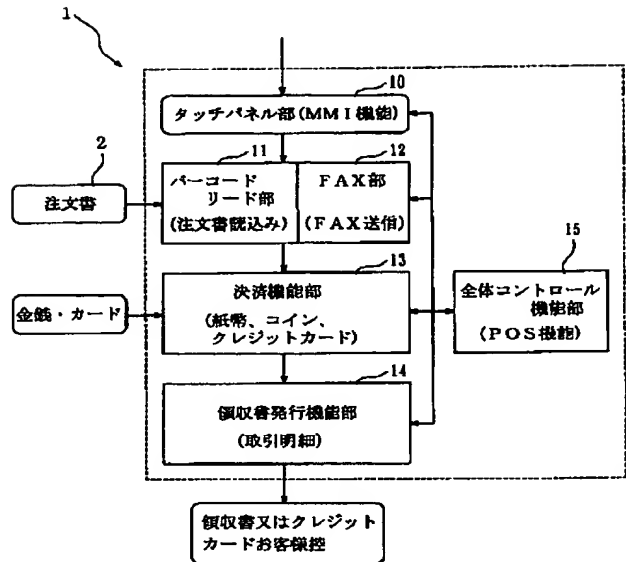 1
10
タッチパネル部(MMI機能)
11
12
2
バーコード
リード部
(注文書読込み)
FAX部
(FAX送信)
注文書
13
15
決済機能部
(紙幣、コイン、
クレジットカード)
全体コントロール
機能部
(POS機能)
金銭・カード
14
領収書発行機能部
(取引明細)
領収書又はクレジット
カードお客様控